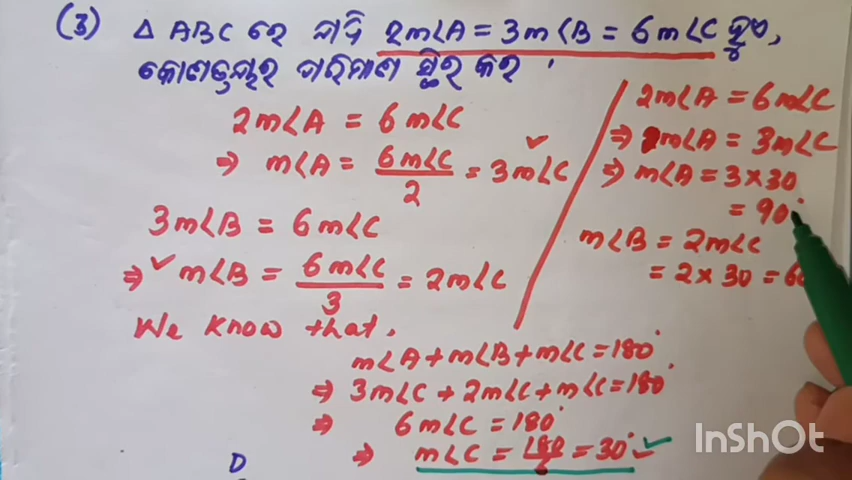 (3) △ ABC ରେ ଯଦି 2m∠A = 3m∠B = 6m∠C ହୁଏ,
କୋଣତ୍ରୟର ପରିମାଣ ସ୍ଥିର କର ।
2m∠A = 6m∠C
⇒ m∠A = 6m∠C/2 = 3m∠C
3m∠B = 6m∠C
⇒ m∠B = 6m∠C/3 = 2m∠C
We know that,
m∠A + m∠B + m∠C = 180°
⇒ 3m∠C + 2m∠C + m∠C = 180°
⇒ 6m∠C = 180°
⇒ m∠C = 180/6 = 30°
2m∠A = 6m∠C
⇒ m∠A = 3m∠C
⇒ m∠A = 3 × 30
= 90°
m∠B = 2m∠C
= 2 × 30 = 60
D
InShOt